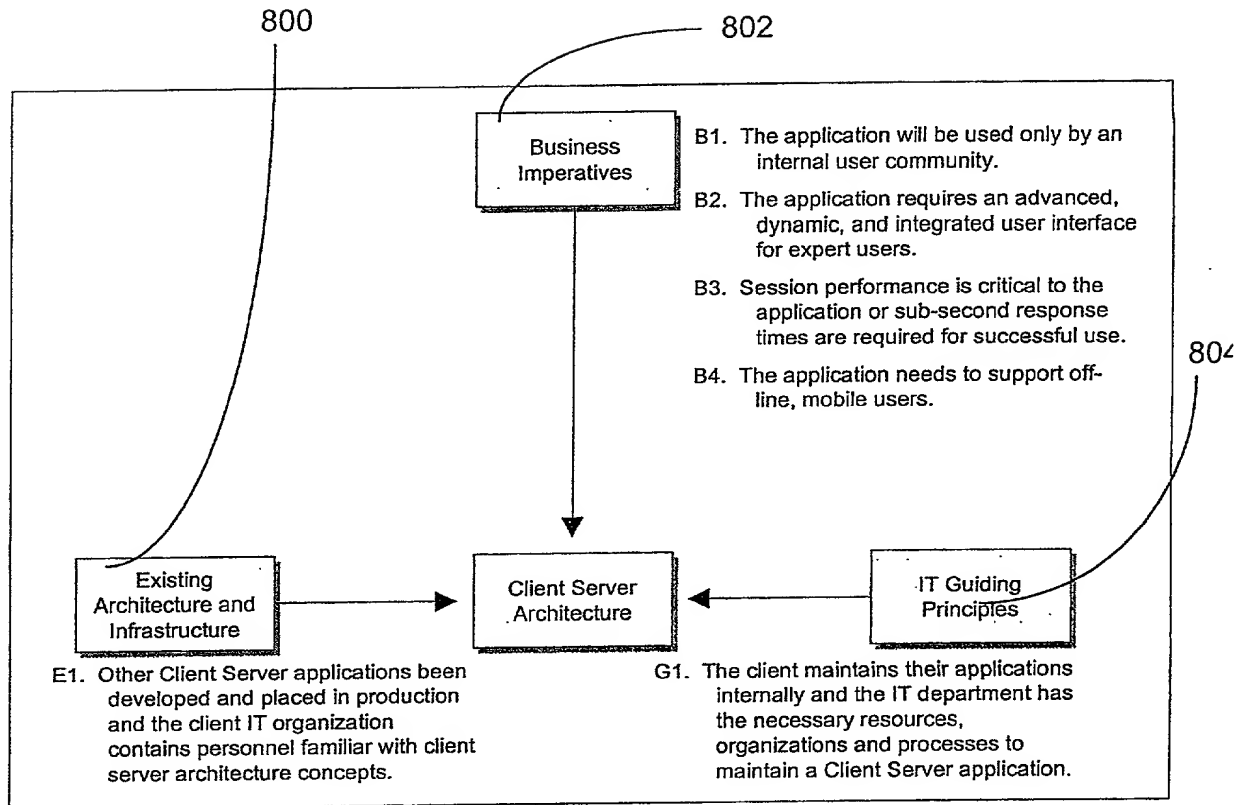 800
802
Business
Imperatives
B1. The application will be used only by an
internal user community.
B2. The application requires an advanced,
dynamic, and integrated user interface
for expert users.
B3. Session performance is critical to the
application or sub-second response
times are required for successful use.
B4. The application needs to support off-
line, mobile users.
804
Existing
Architecture and
Infrastructure
Client Server
Architecture
IT Guiding
Principles
E1. Other Client Server applications been
developed and placed in production
and the client IT organization
contains personnel familiar with client
server architecture concepts.
G1. The client maintains their applications
internally and the IT department has
the necessary resources,
organizations and processes to
maintain a Client Server application.